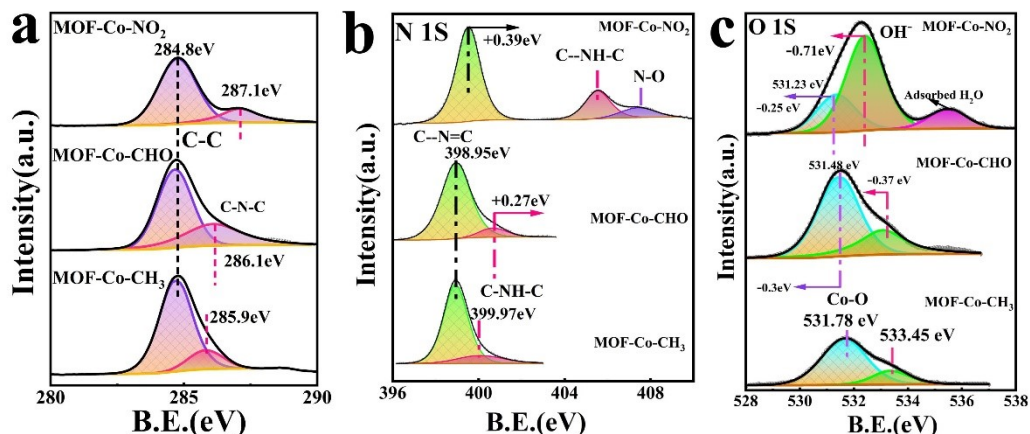 a
MOF-Co-NO₂
284.8eV
287.1eV
C-C
MOF-Co-CHO
C-N-C
286.1eV
MOF-Co-CH₃
285.9eV
Intensity(a.u.)
280 285 290
B.E.(eV)
b
N 1S
MOF-Co-NO₂
+0.39eV
C--NH-C
N-O
C--N=C
398.95eV
+0.27eV
MOF-Co-CHO
C-NH-C
399.97eV
MOF-Co-CH₃
Intensity(a.u.)
396 400 404 408
B.E.(eV)
c
O 1S
OH⁻
MOF-Co-NO₂
-0.71eV
531.23 eV
-0.25 eV
Adsorbed H₂O
MOF-Co-CHO
531.48 eV
-0.37 eV
-0.3eV
Co-O
MOF-Co-CH₃
531.78 eV
533.45 eV
Intensity(a.u.)
528 530 532 534 536 538
B.E.(eV)